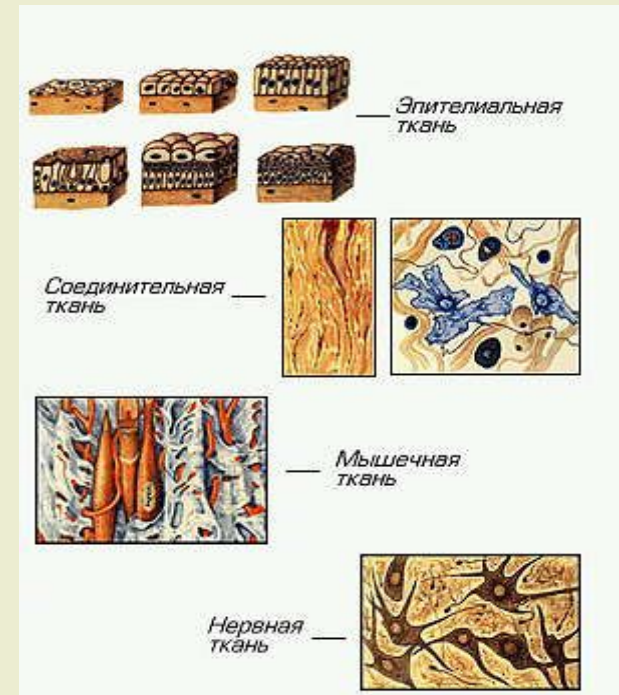 Эпителиальная
ткань
Соединительная
ткань
Мышечная
ткань
Нервная
ткань